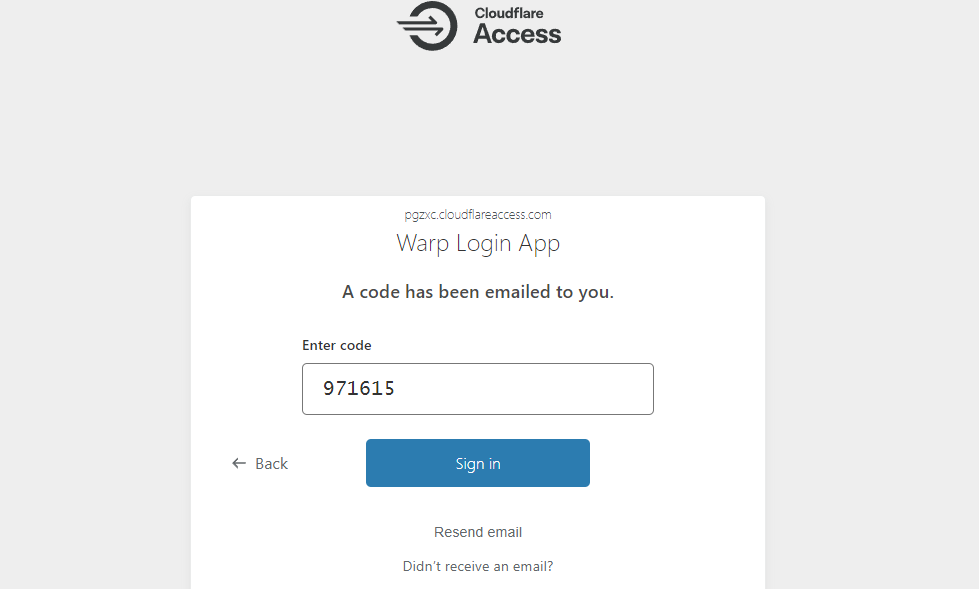 Cloudflare
Access
pgzxc.cloudflareaccess.com
Warp Login App
A code has been emailed to you.
Enter code
971615
Back
Sign in
Resend email
Didn't receive an email?